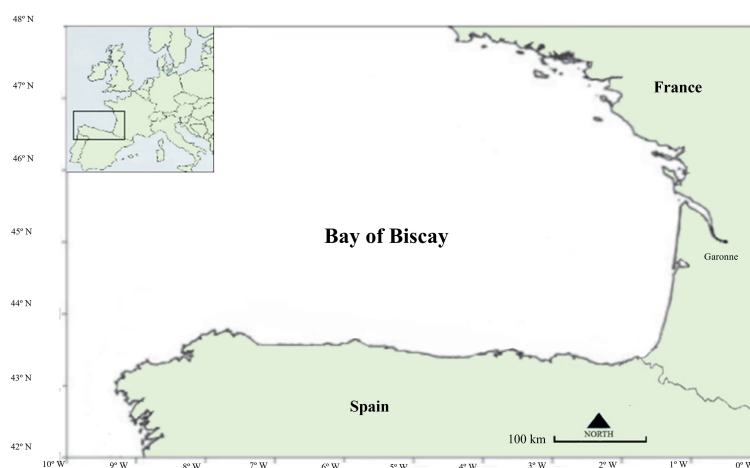 48° N
47° N
France
46° N
45° N
Bay of Biscay
Garonne
44° N
43° N
Spain
NORTH
100 km
42° N
10° W
9° W
8° W
7° W
6° W
5° W
4° W
3° W
2° W
1° W
0° W